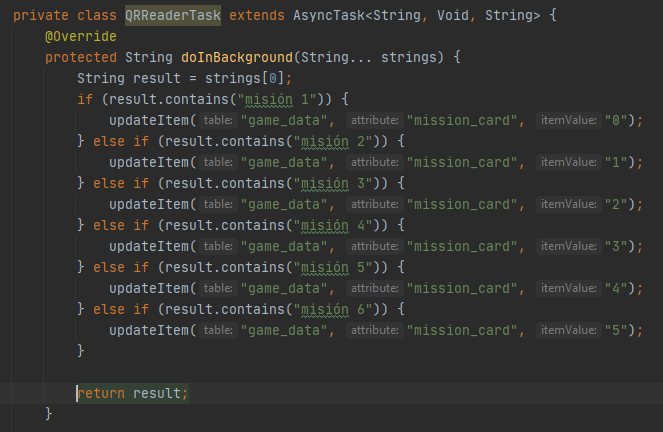 private class QRReaderTask extends AsyncTask<String, Void, String> {
@Override
protected String doInBackground(String... strings) {
String result = strings[0];
if (result.contains("misión 1")) {
updateItem( table: "game_data", attribute: "mission_card", itemValue: "0");
} else if (result.contains("misión 2")) {
updateItem( table: "game_data", attribute: "mission_card", itemValue: "1");
} else if (result.contains("misión 3")) {
updateItem( table: "game_data", attribute: "mission_card", itemValue: "2");
} else if (result.contains("misión 4")) {
updateItem( table: "game_data", attribute: "mission_card", itemValue: "3");
} else if (result.contains("misión 5")) {
updateItem( table: "game_data", attribute: "mission_card", itemValue: "4");
} else if (result.contains("misión 6")) {
updateItem( table: "game_data", attribute: "mission_card", itemValue: "5");
}
return result;
}